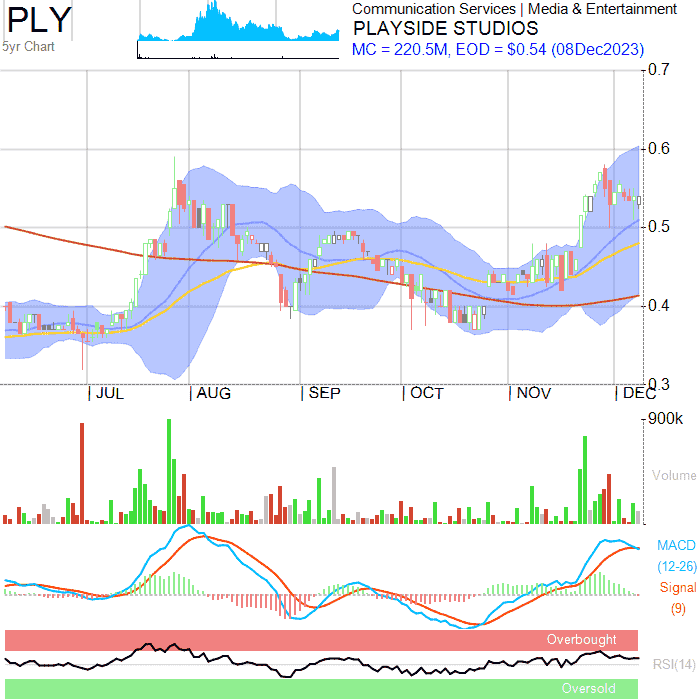 PLY
5yr Chart
Communication Services | Media & Entertainment
PLAYSIDE STUDIOS
MC = 220.5M, EOD = $0.54 (08Dec2023)
0.7
0.6
0.5
0.4
0.3
| JUL | AUG | SEP | OCT | NOV | DEC
900k
Volume
MACD
(12-26)
Signal
(9)
Overbought
RSI(14)
Oversold